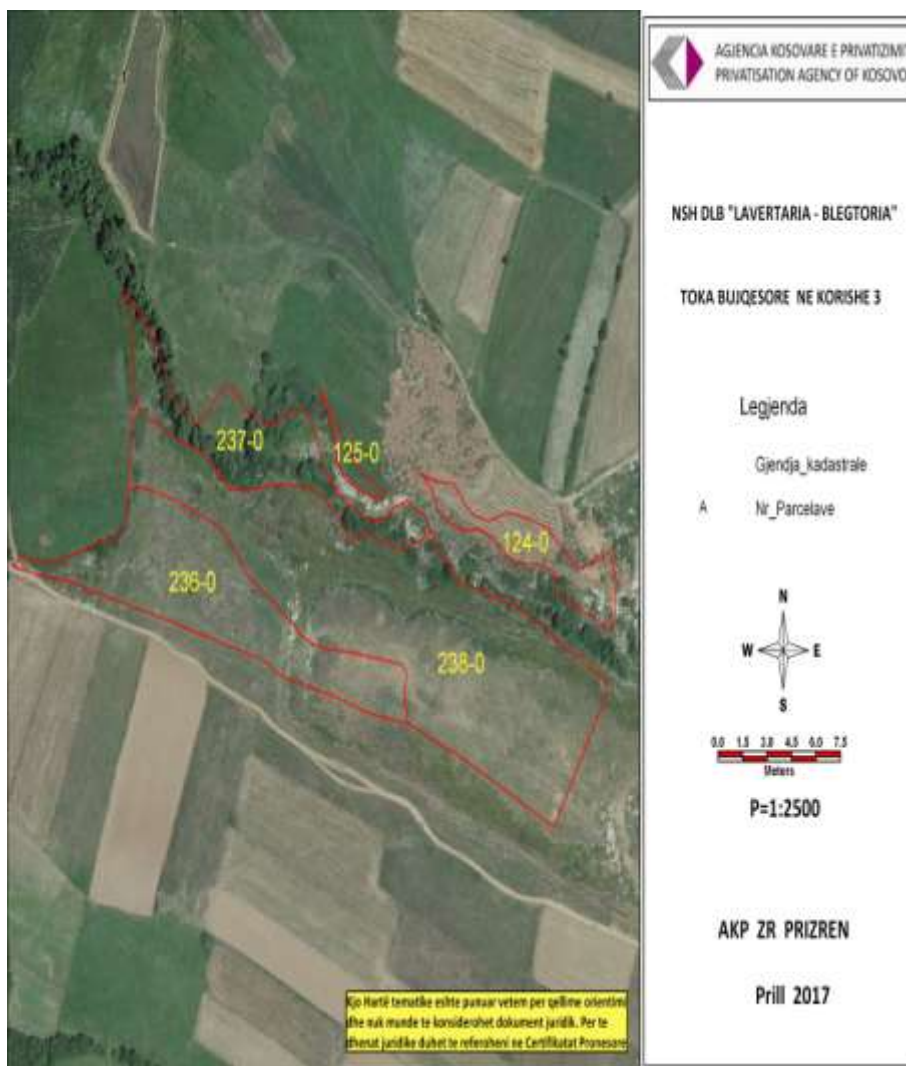 AGJENCIA KOSOVARE E PRIVATIZIMIT
PRIVATISATION AGENCY OF KOSOVO
NSH DLB "LAVERTARIA - BLEGTORIA"
TOKA BUJQESORE NE KORISHE 3
Legjenda
Gjendja_kadastrale
A Nr_Parcelave
N
W E
S
0.0 1.5 3.0 4.5 6.0 7.5
Meters
P=1:2500
AKP ZR PRIZREN
Prill 2017
237-0
125-0
124-0
236-0
238-0
Kjo Hartë tematike eshte punuar vetem per qellime orientimi
dhe nuk munde te konsiderohet dokument juridik. Per te
dhenat juridike duhet te referoheni ne Certifikatat Pronesore